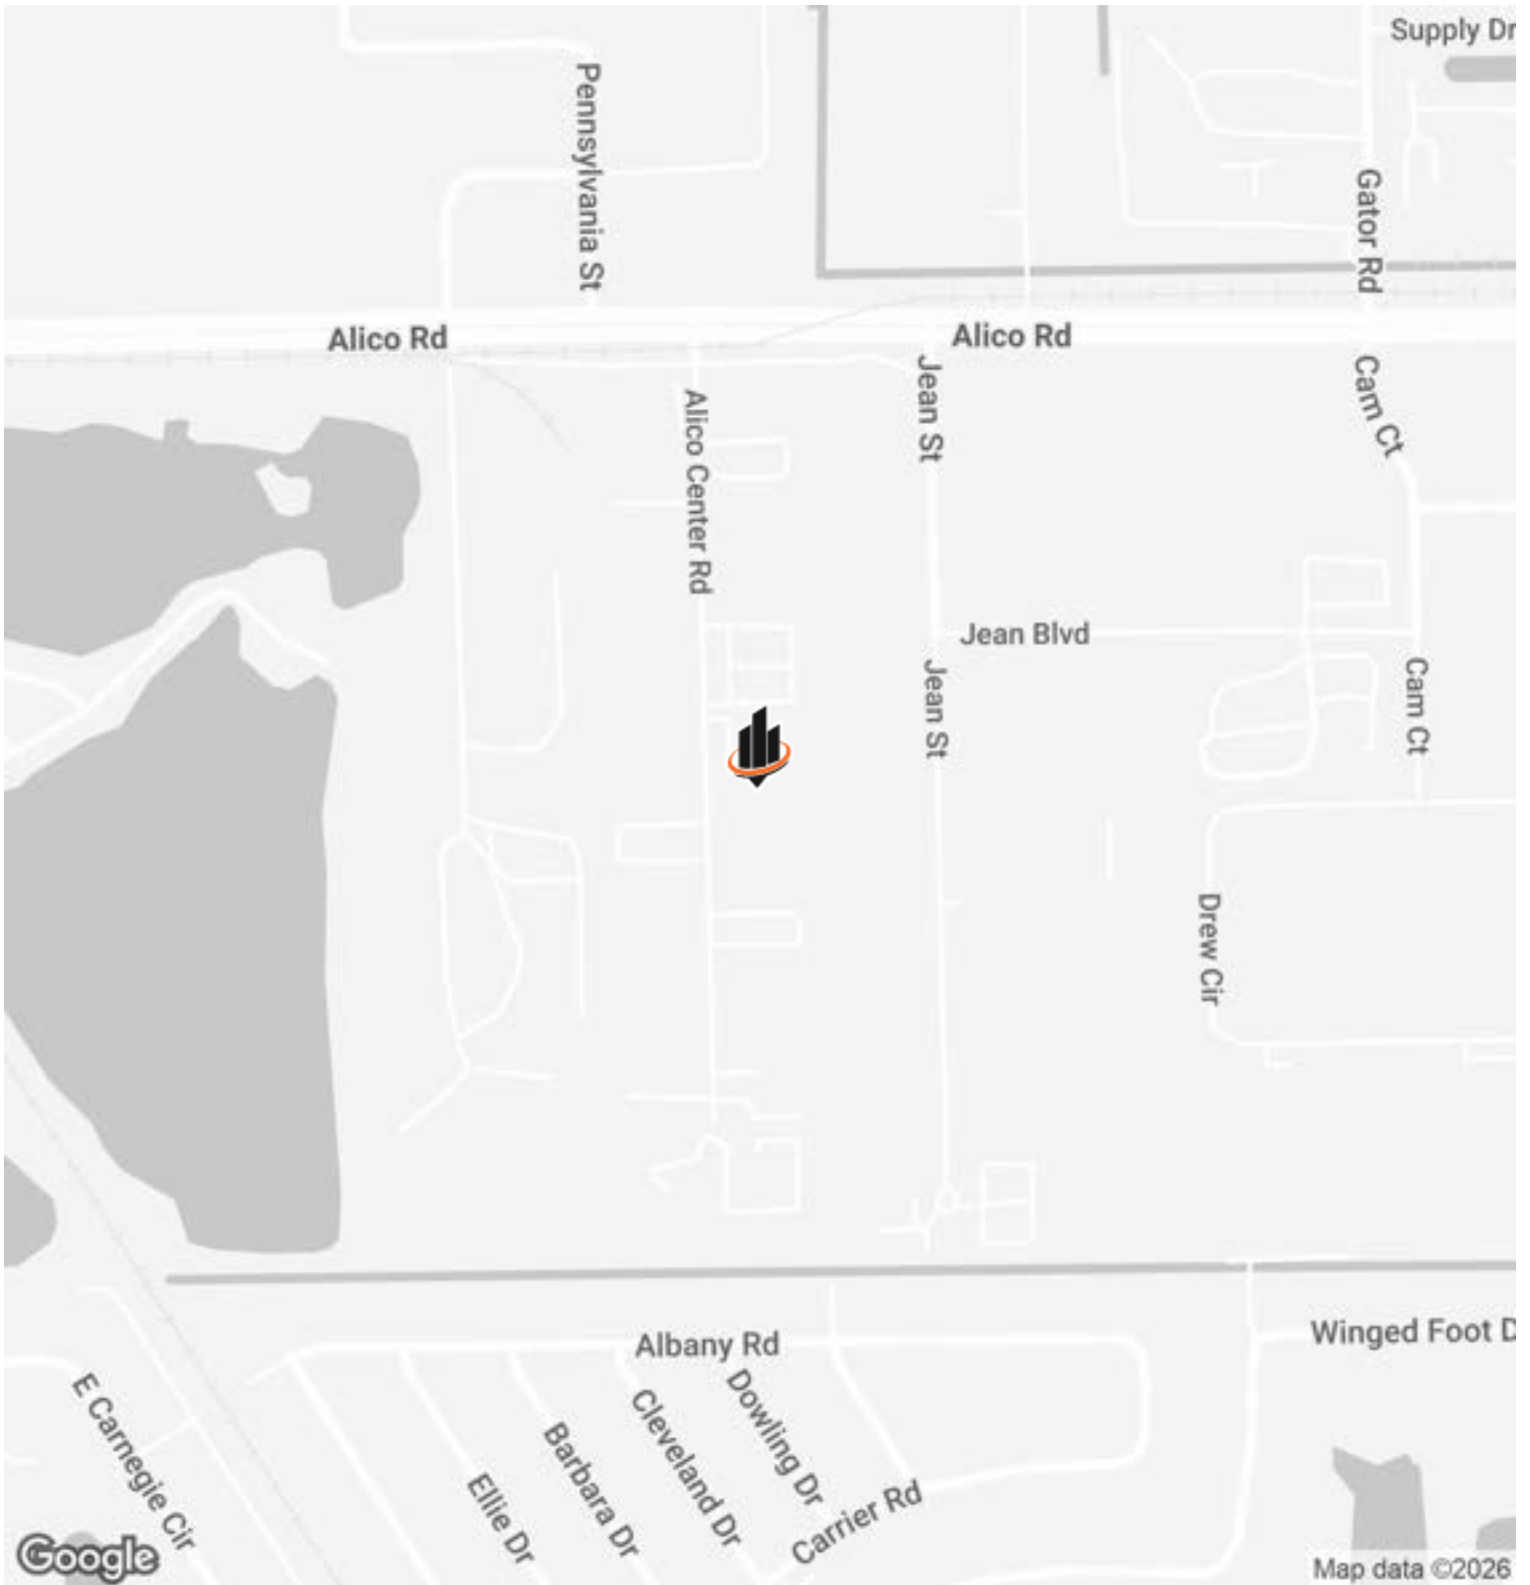 Supply Dr
Pennsylvania St
Gator Rd
Alico Rd
Alico Rd
Jean St
Cam Ct
Alico Center Rd
Jean Blvd
Jean St
Cam Ct
Drew Cir
Winged Foot D
Albany Rd
E Carnegie Cir
Dowling Dr
Cleveland Dr
Barbara Dr
Ellie Dr
Carrier Rd
Google
Map data ©2026